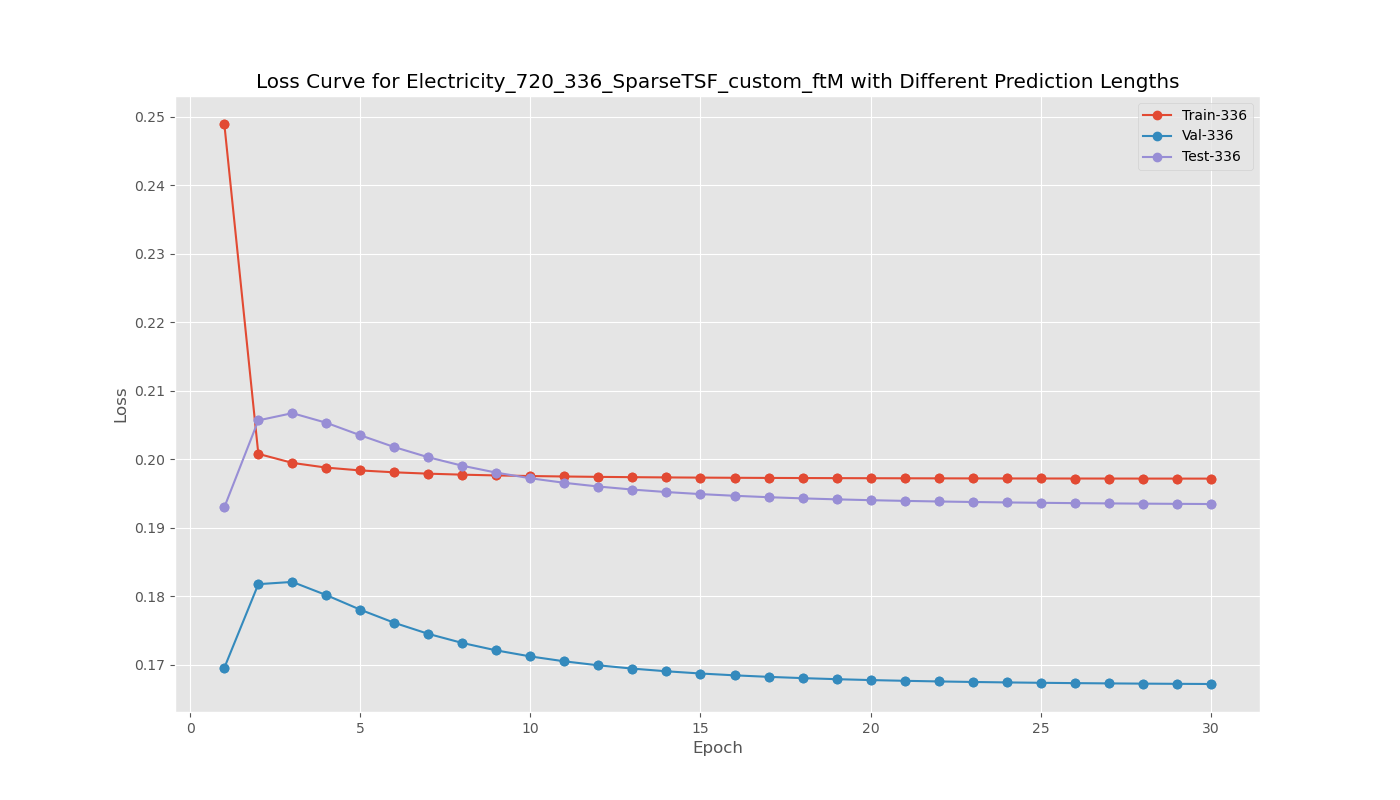 Loss Curve for Electricity_720_336_SparseTSF_custom_ftM with Different Prediction Lengths
Train-336
Val-336
Test-336
Loss
0.25
0.24
0.23
0.22
0.21
0.20
0.19
0.18
0.17
0 5 10 15 20 25 30
Epoch